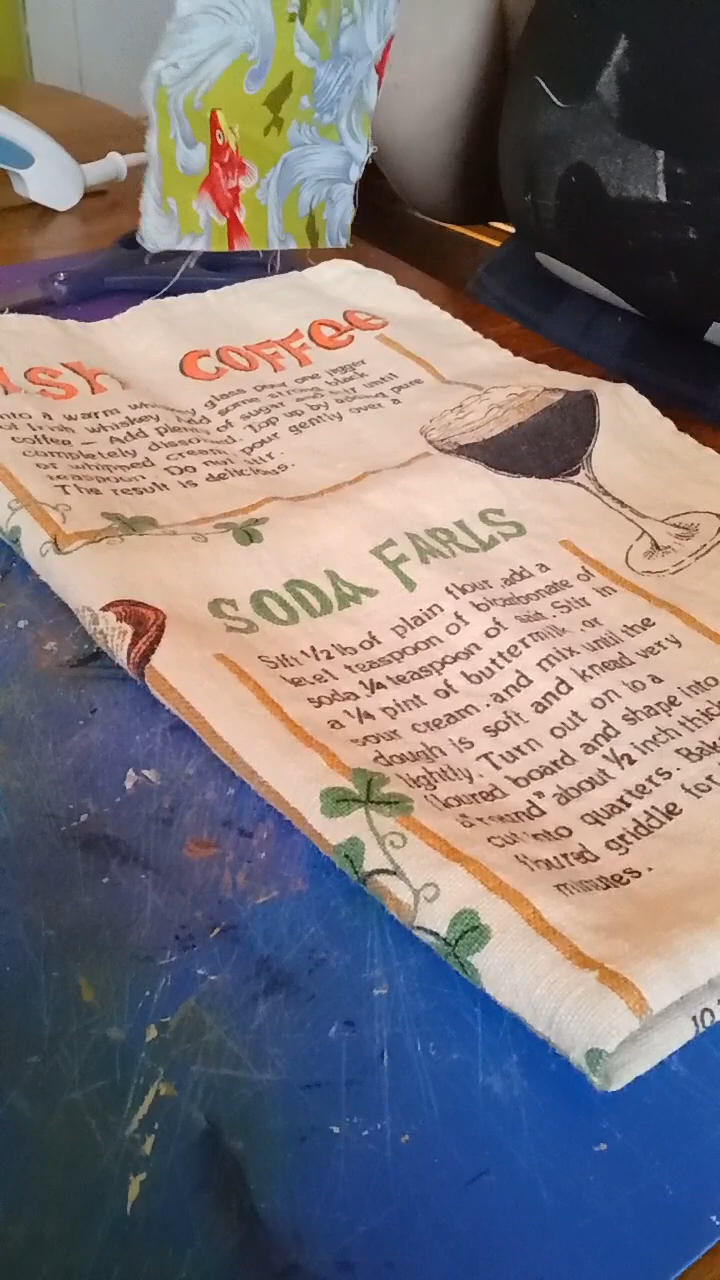 ish COFFEE
into a warm whiskey glass pour one jigger
of Irish whiskey. Add some strong black
coffee – Add plenty of sugar and stir until
completely dissolved. Top up by adding pure
or whipped cream, pour gently over a
teaspoon. Do not stir.
The result is delicious.
SODA FARLS
Sift 1/2 lb of plain flour, add a
level teaspoon of bicarbonate of
soda 1/4 teaspoon of salt Stir in
a 1/4 pint of buttermilk, or
sour cream, and mix until the
dough is soft and knead very
lightly. Turn out on to a
floured board and shape into
a "round" about 1/2 inch thick
cut into quarters. Bake
floured griddle for
minutes.
10